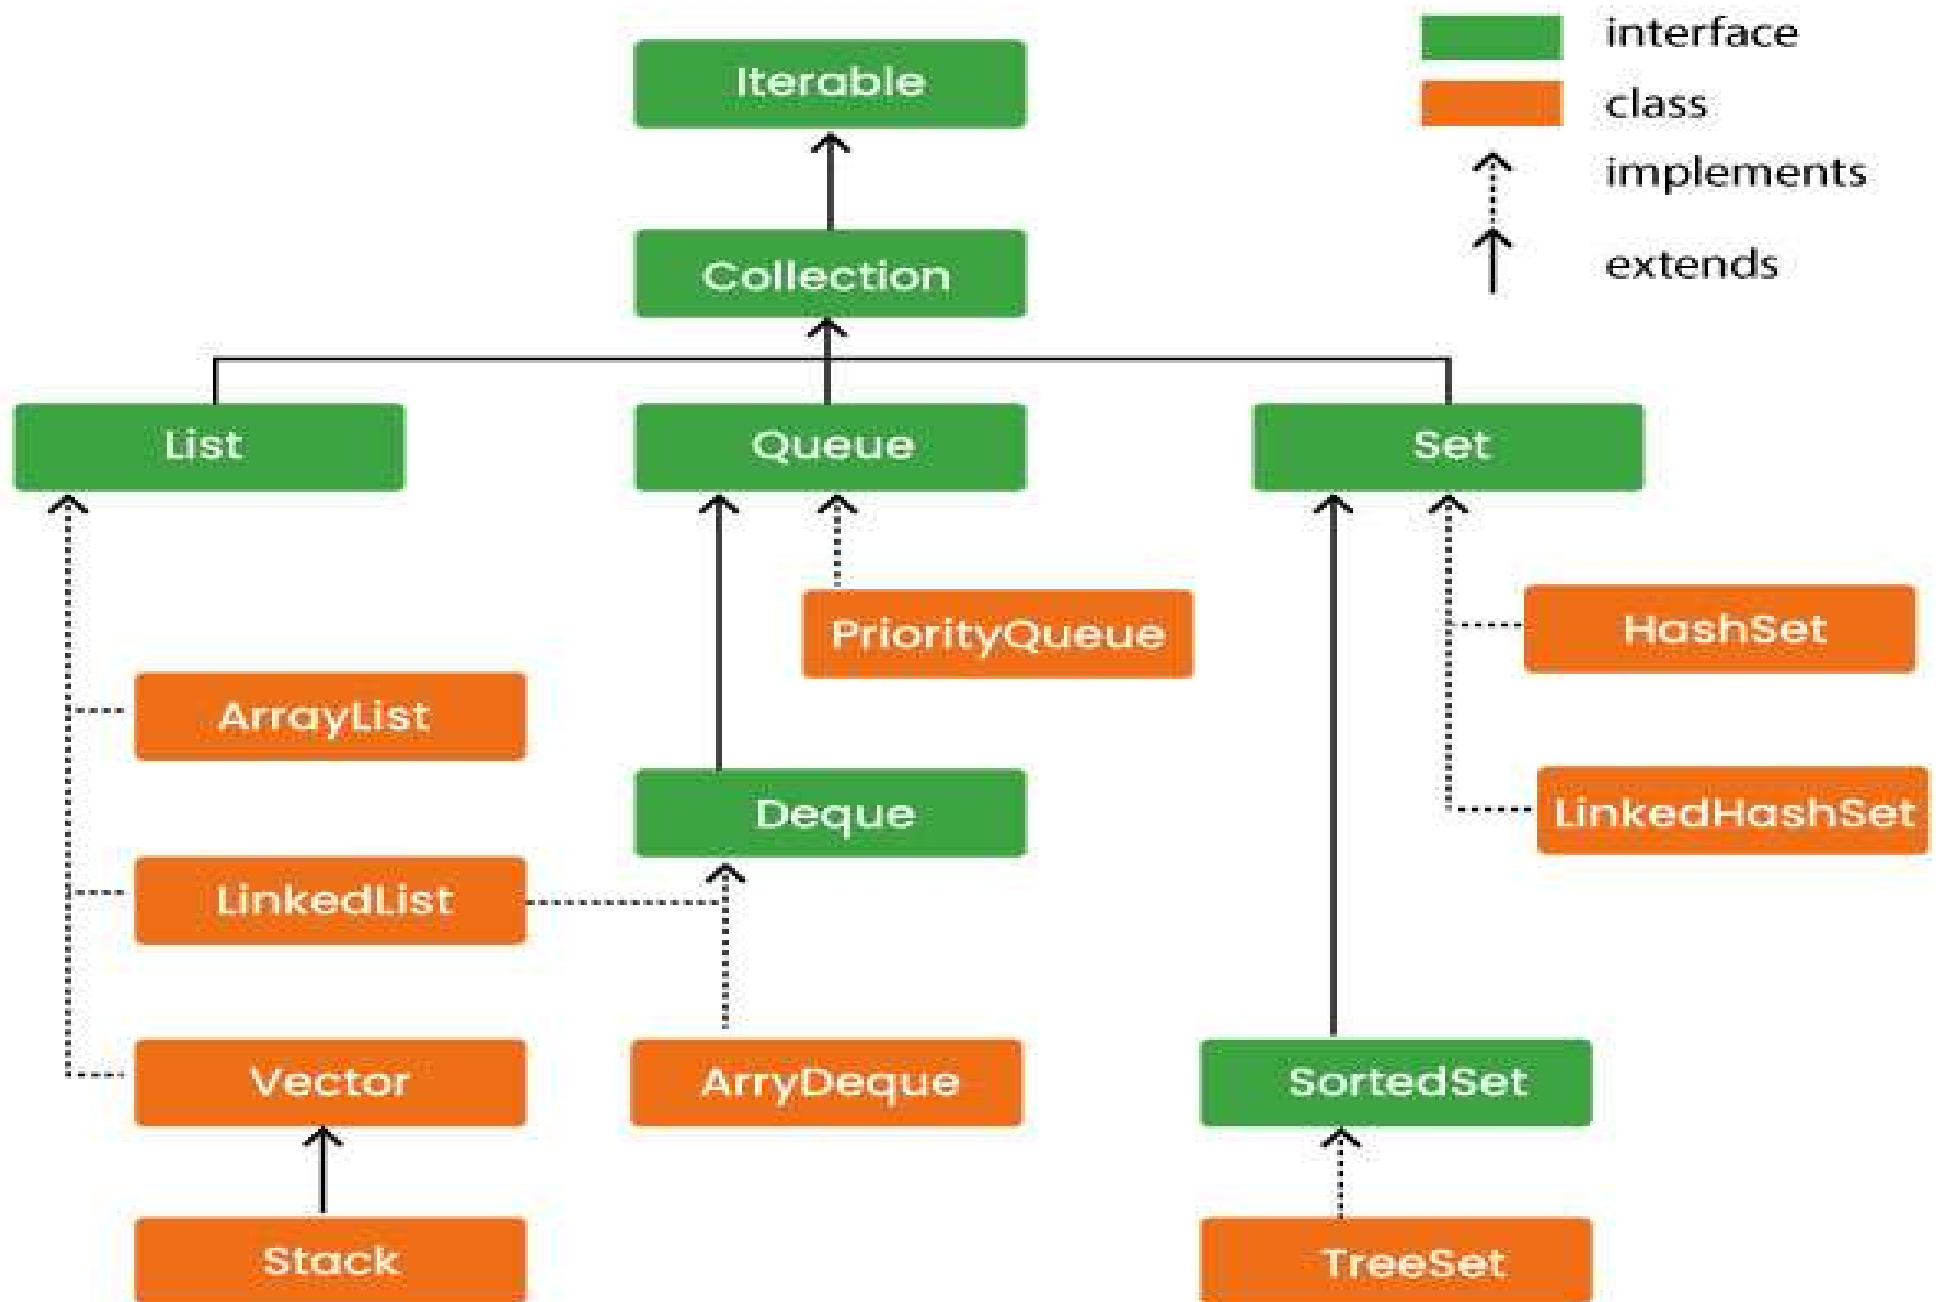 interface
class
implements
extends
Iterable
Collection
List
Queue
Set
PriorityQueue
HashSet
ArrayList
Deque
LinkedHashSet
LinkedList
Vector
ArryDeque
SortedSet
Stack
TreeSet